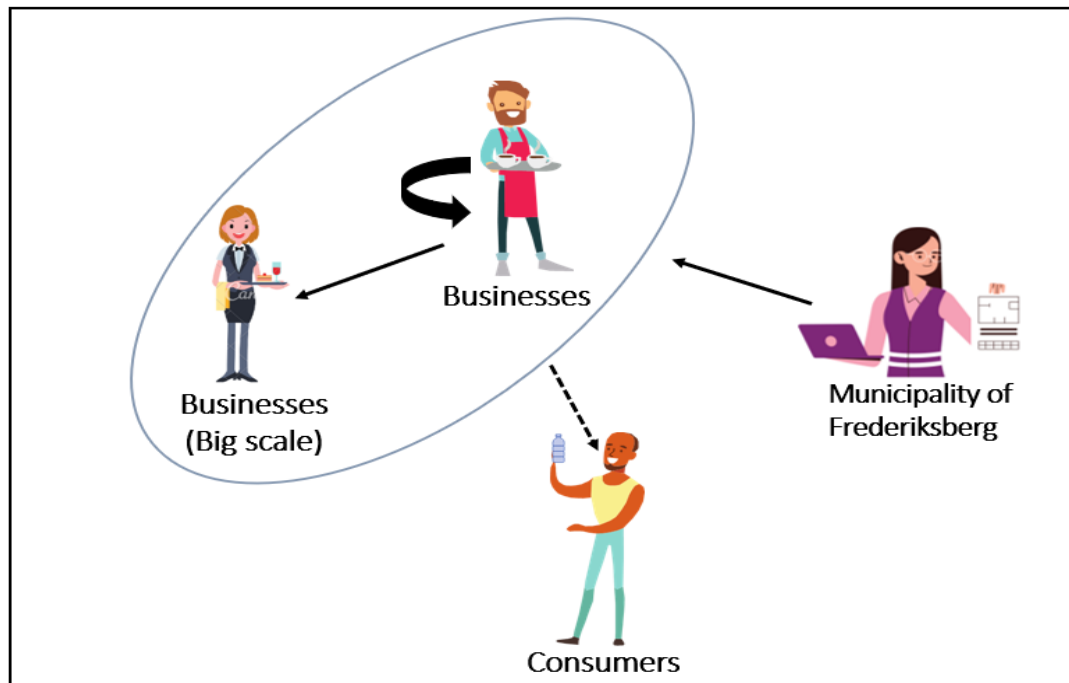 Businesses
Businesses
(Big scale)
Municipality of
Frederiksberg
Consumers